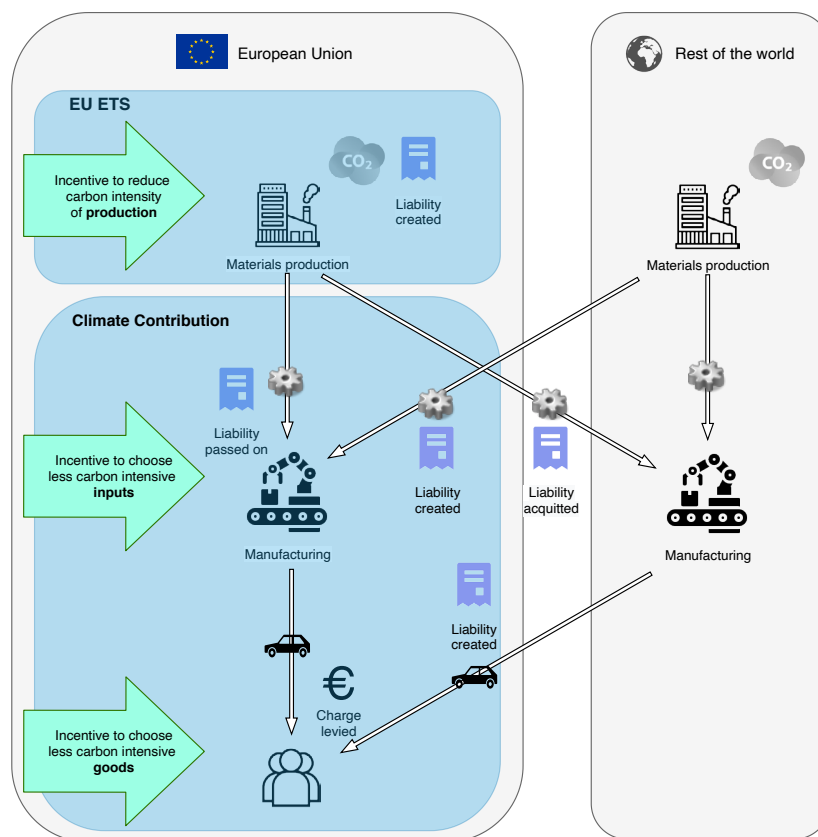 European Union
Rest of the world
EU ETS
CO₂
CO₂
Incentive to reduce
carbon intensity
of production
Liability
created
Materials production
Materials production
Climate Contribution
Liability
passed on
Incentive to choose
less carbon intensive
inputs
Liability
created
Liability
acquitted
Manufacturing
Manufacturing
Liability
created
€
Charge
levied
Incentive to choose
less carbon intensive
goods